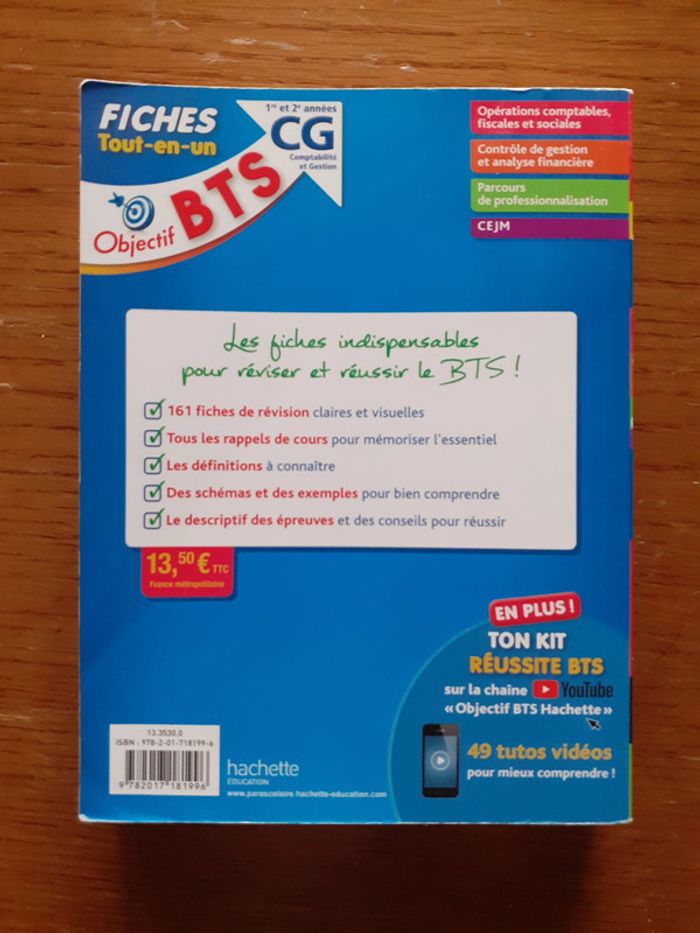 FICHES
Tout-en-un
1re et 2e années
CG
Comptabilité
et Gestion
Objectif BTS
Opérations comptables,
fiscales et sociales
Contrôle de gestion
et analyse financière
Parcours
de professionnalisation
CEJM
Les fiches indispensables
pour réviser et réussir le BTS !
161 fiches de révision claires et visuelles
Tous les rappels de cours pour mémoriser l'essentiel
Les définitions à connaître
Des schémas et des exemples pour bien comprendre
Le descriptif des épreuves et des conseils pour réussir
13,50 € TTC
France métropolitaine
EN PLUS !
TON KIT
RÉUSSITE BTS
sur la chaîne YouTube
« Objectif BTS Hachette »
49 tutos vidéos
pour mieux comprendre !
13.3530.0
ISBN : 978-2-01-718199-6
9 782017 181996
hachette
ÉDUCATION
www.parascolaire.hachette-education.com